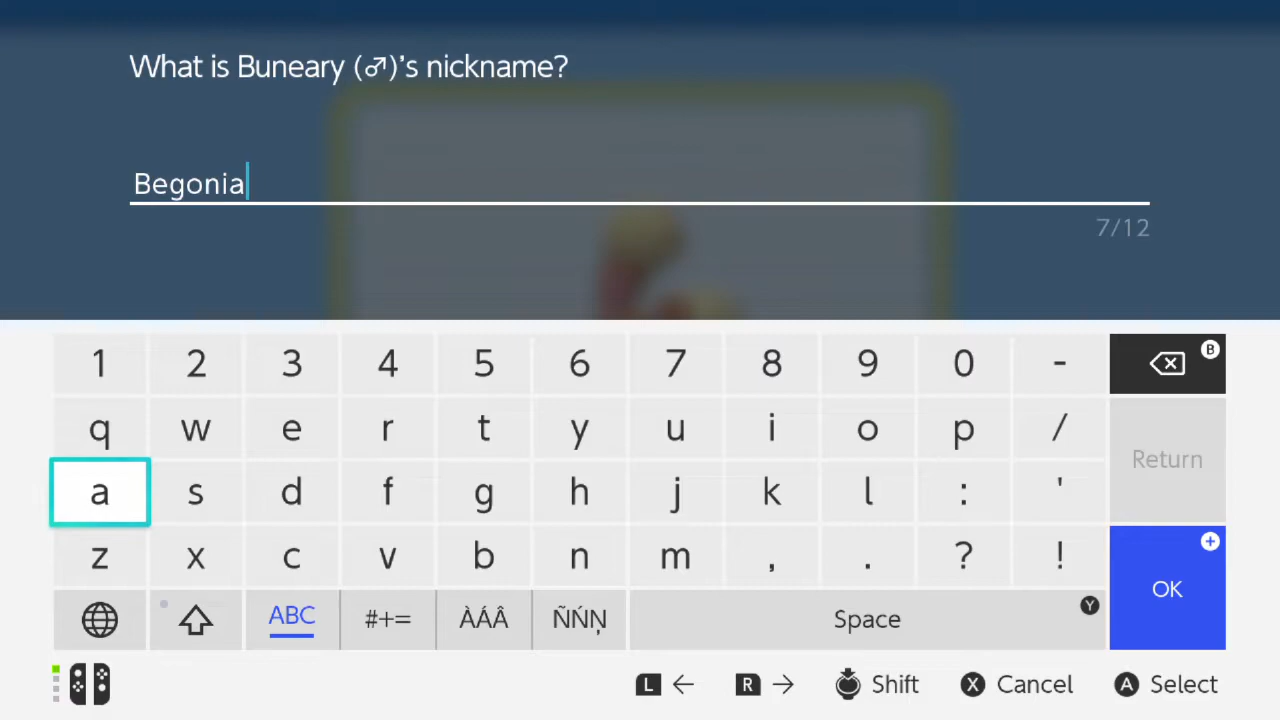 What is Buneary (♂)'s nickname?
Begonia
7/12
1 2 3 4 5 6 7 8 9 0 -
B
q w e r t y u i o p /
Return
a s d f g h j k l : '
z x c v b n m , . ? !
+
OK
ABC #+= ÀÁÂ ÑŃŅ Space Y
L ← R → Shift X Cancel A Select